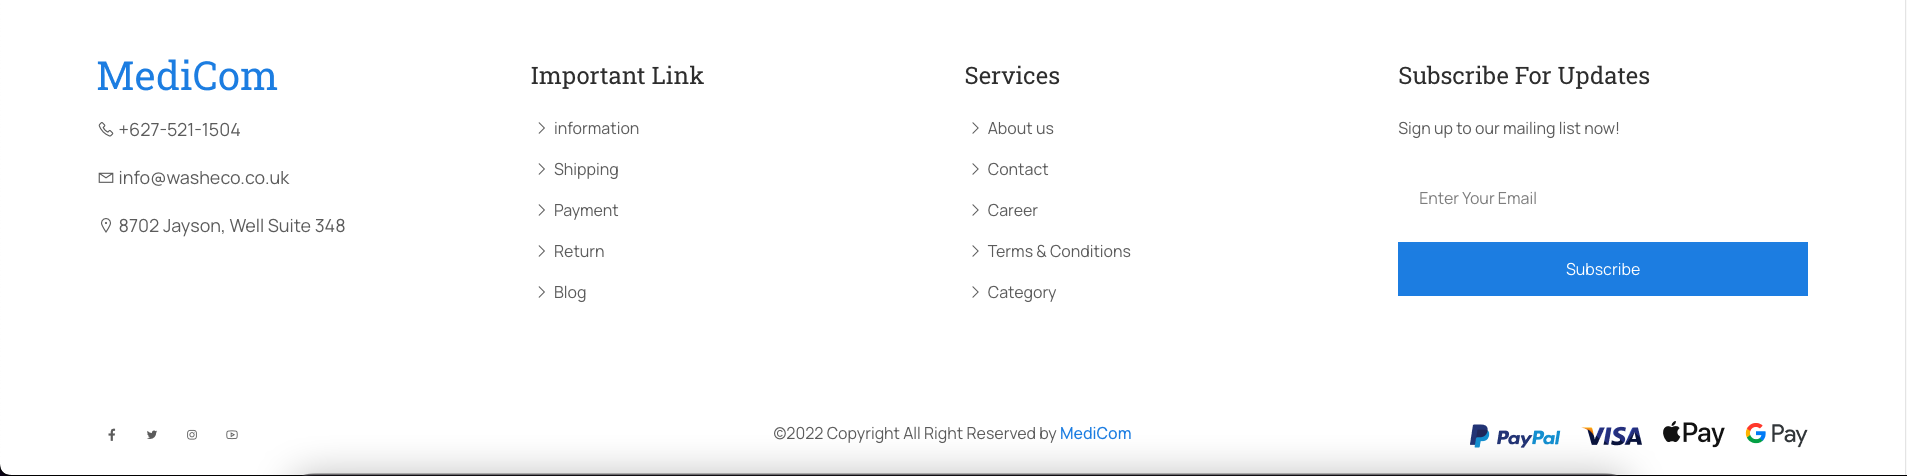 MediCom
+627-521-1504
info@washeco.co.uk
8702 Jayson, Well Suite 348
Important Link
information
Shipping
Payment
Return
Blog
Services
About us
Contact
Career
Terms & Conditions
Category
Subscribe For Updates
Sign up to our mailing list now!
Enter Your Email
Subscribe
©2022 Copyright All Right Reserved by MediCom
PayPal VISA Pay G Pay